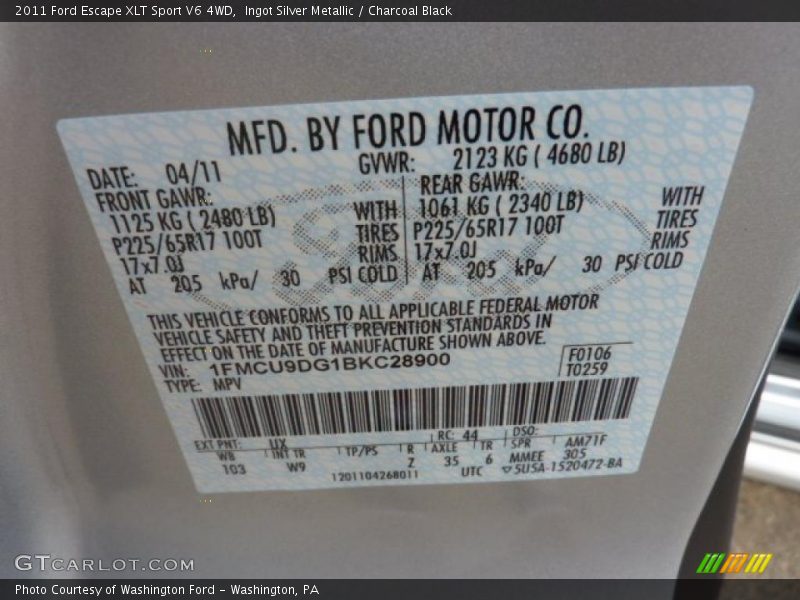 2011 Ford Escape XLT Sport V6 4WD, Ingot Silver Metallic / Charcoal Black
MFD. BY FORD MOTOR CO.
DATE: 04/11 GVWR: 2123 KG ( 4680 LB)
FRONT GAWR: REAR GAWR:
1125 KG ( 2480 LB) WITH 1061 KG ( 2340 LB) WITH
P225/65R17 100T TIRES P225/65R17 100T TIRES
17x7.0J RIMS 17x7.0J RIMS
AT 205 kPa/ 30 PSI COLD AT 205 kPa/ 30 PSI COLD
THIS VEHICLE CONFORMS TO ALL APPLICABLE FEDERAL MOTOR
VEHICLE SAFETY AND THEFT PREVENTION STANDARDS IN
EFFECT ON THE DATE OF MANUFACTURE SHOWN ABOVE.
VIN: 1FMCU9DG1BKC28900 F0106
TYPE: MPV T0259
EXT PNT: UX RC: 44 DSO:
WB INT TR TP/PS R AXLE TR SPR AM71F
103 W9 Z 35 6 MMEE 305
1201104268011 UTC 5USA-1520472-BA
GTCARLOT.COM
Photo Courtesy of Washington Ford - Washington, PA